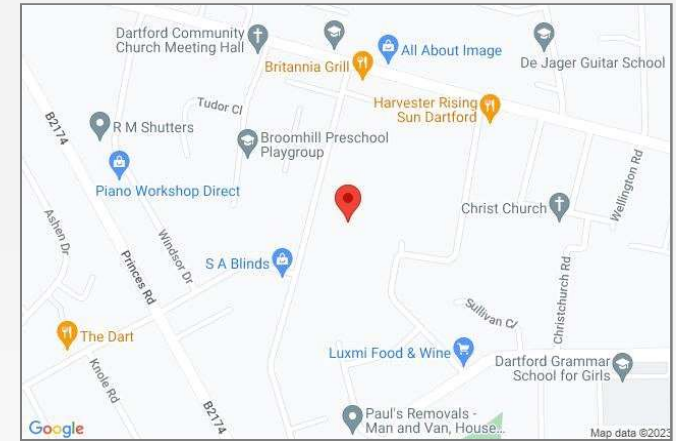 Dartford Community
Church Meeting Hall
All About Image
De Jager Guitar School
Britannia Grill
Harvester Rising
Sun Dartford
Tudor Cl
B2174
R M Shutters
Broomhill Preschool
Playgroup
Piano Workshop Direct
Wellington Rd
Christ Church
Ashen Dr
Windsor Dr
Princes Rd
S A Blinds
Christchurch Rd
Sullivan C
The Dart
Luxmi Food & Wine
Dartford Grammar
School for Girls
Knole Rd
B2174
Paul's Removals -
Man and Van, House...
Google
Map data ©2023